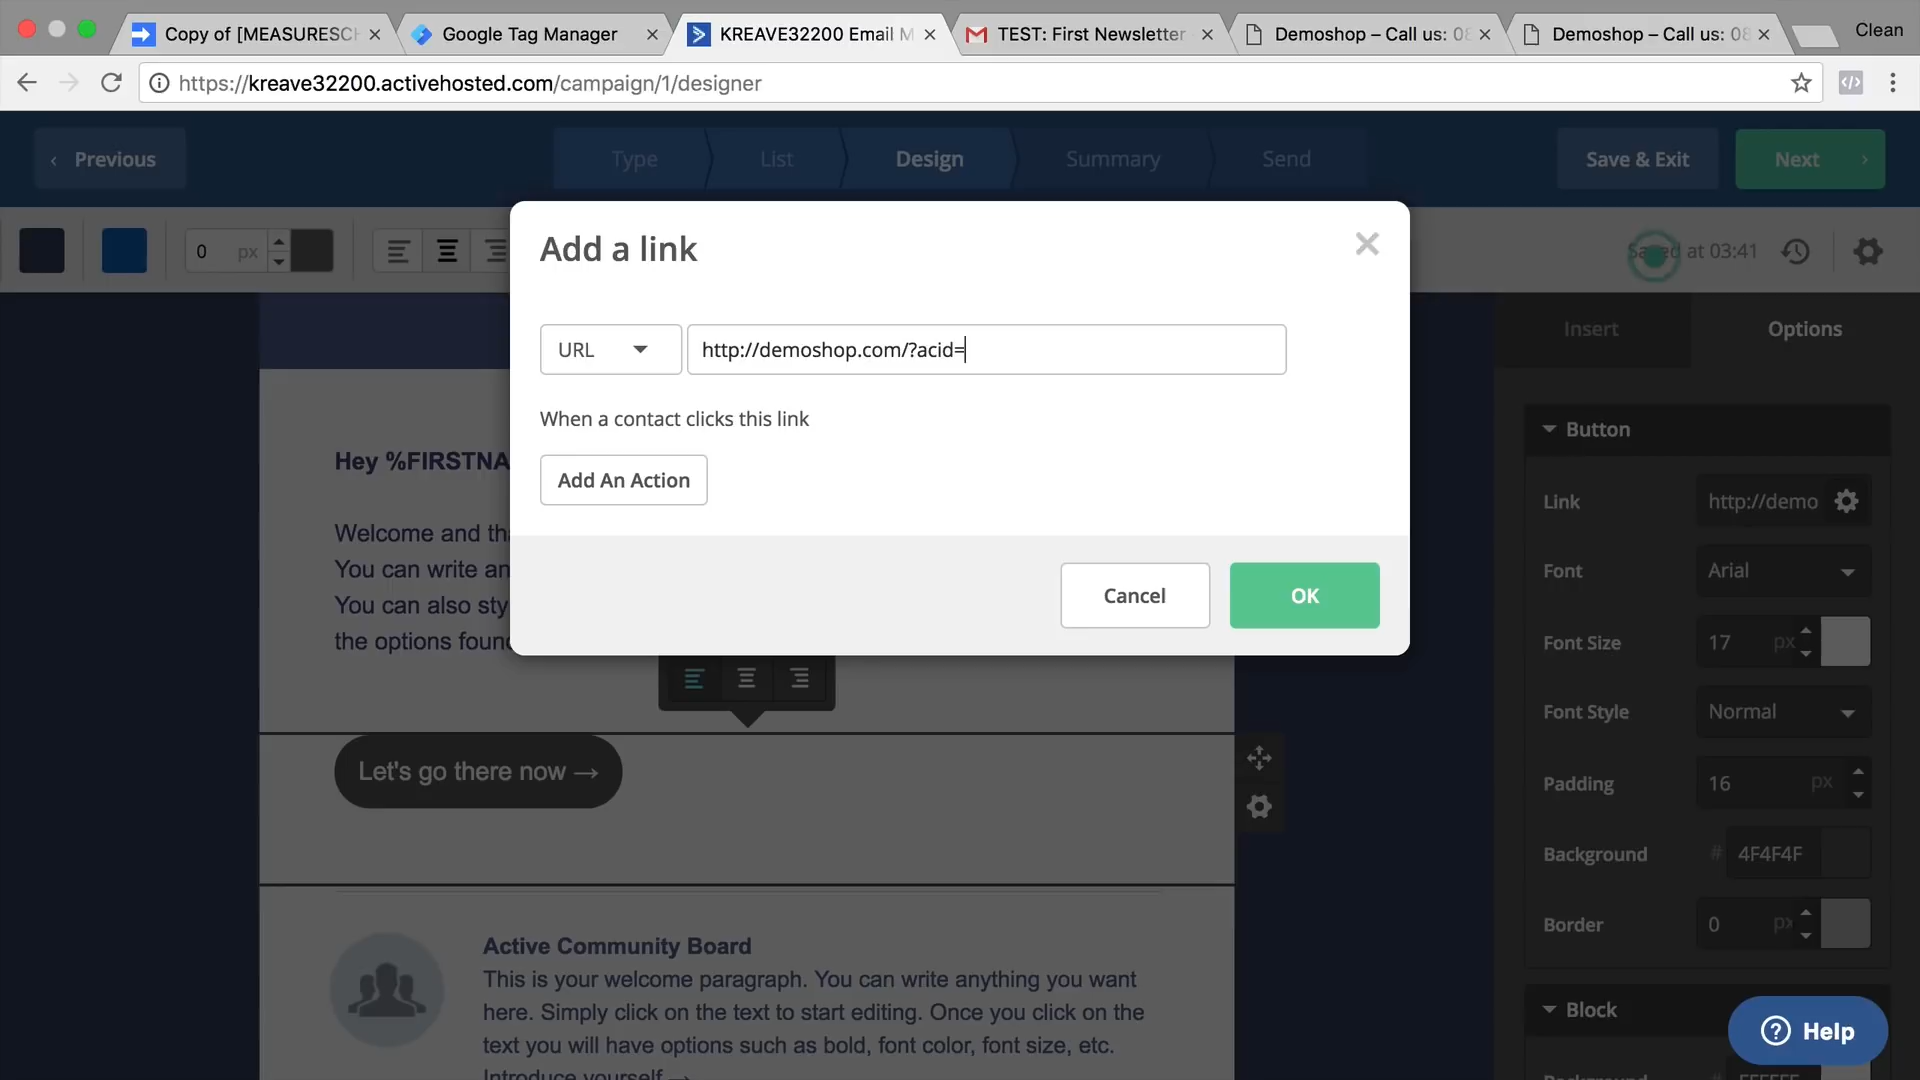 Copy of [MEASURESCH
Google Tag Manager
KREAVE32200 Email M
TEST: First Newsletter
Demoshop – Call us: 08
Demoshop – Call us: 08
Clean
https://kreave32200.activehosted.com/campaign/1/designer
Previous
Type
List
Design
Summary
Send
Save & Exit
Next
0 px
Saved at 03:41
Add a link
URL
http://demoshop.com/?acid=
When a contact clicks this link
Add An Action
Cancel
OK
Insert
Options
Button
Link
http://demo
Font
Arial
Font Size
17 px
Font Style
Normal
Padding
16 px
Background
# 4F4F4F
Border
0 px
Block
Hey %FIRSTNA
Welcome and tha
You can write an
You can also sty
the options foun
Let's go there now →
Active Community Board
This is your welcome paragraph. You can write anything you want
here. Simply click on the text to start editing. Once you click on the
text you will have options such as bold, font color, font size, etc.
Introduce yourself →
Help